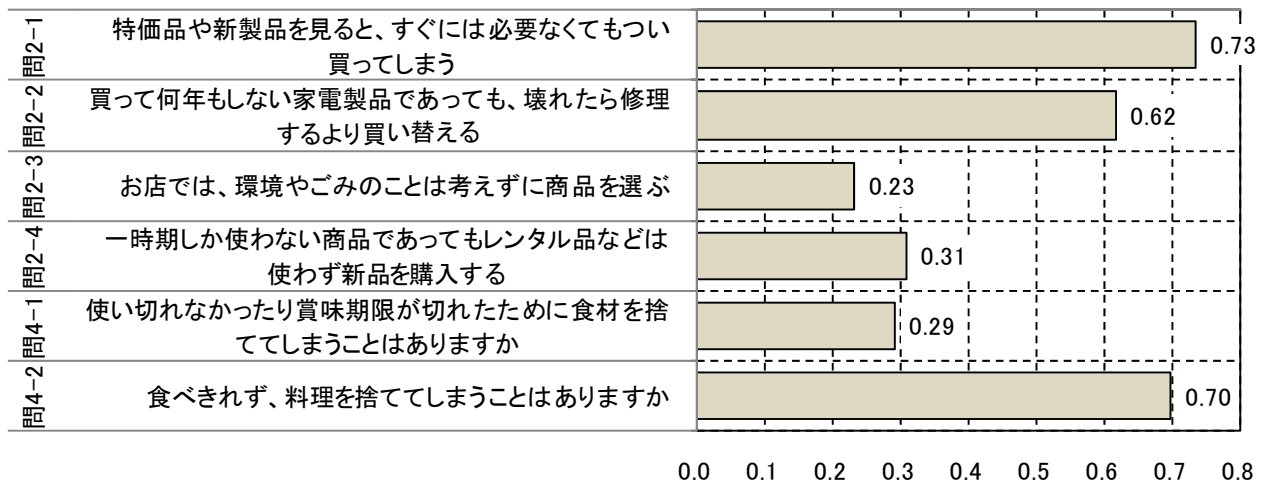 問2-1
特価品や新製品を見ると、すぐには必要なくてもつい
買ってしまう
0.73
問2-2
買って何年もしない家電製品であっても、壊れたら修理
するより買い替える
0.62
問2-3
お店では、環境やごみのことは考えずに商品を選ぶ
0.23
問2-4
一時期しか使わない商品であってもレンタル品などは
使わず新品を購入する
0.31
問4-1
使い切れなかったり賞味期限が切れたために食材を捨
ててしまうことはありますか
0.29
問4-2
食べきれず、料理を捨ててしまうことはありますか
0.70
0.0 0.1 0.2 0.3 0.4 0.5 0.6 0.7 0.8